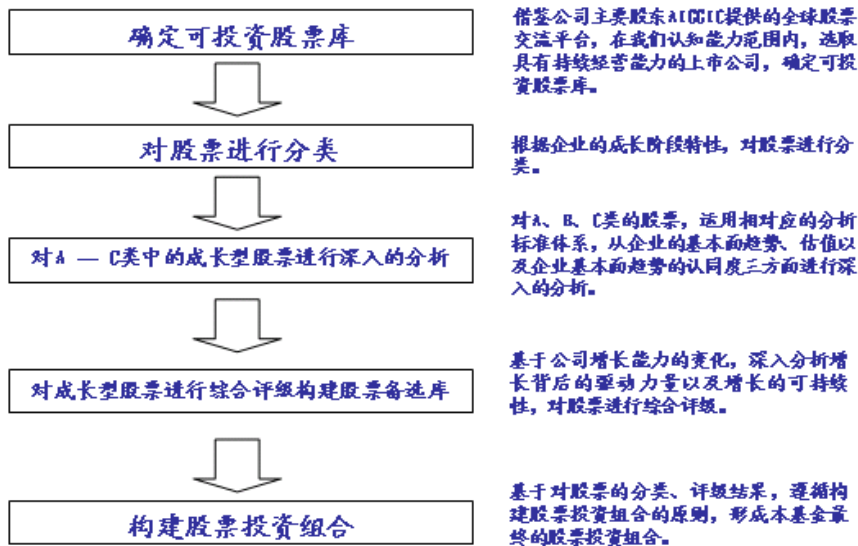 确定可投资股票库
借鉴公司主要股东AIGGIC提供的全球股票
交流平台，在我们认知能力范围内，选取
具有持续经营能力的上市公司，确定可投
资股票库。
对股票进行分类
根据企业的成长阶段特性，对股票进行分
类。
对A — C类中的成长型股票进行深入的分析
对A、B、C类的股票，适用相对应的分析
标准体系，从企业的基本面趋势、估值以
及企业基本面趋势的认同度三方面进行深
入的分析。
对成长型股票进行综合评级构建股票备选库
基于公司增长能力的变化，深入分析增
长背后的驱动力量以及增长的可持续
性，对股票进行综合评级。
构建股票投资组合
基于对股票的分类、评级结果，遵循构
建股票投资组合的原则，形成本基金最
终的股票投资组合。